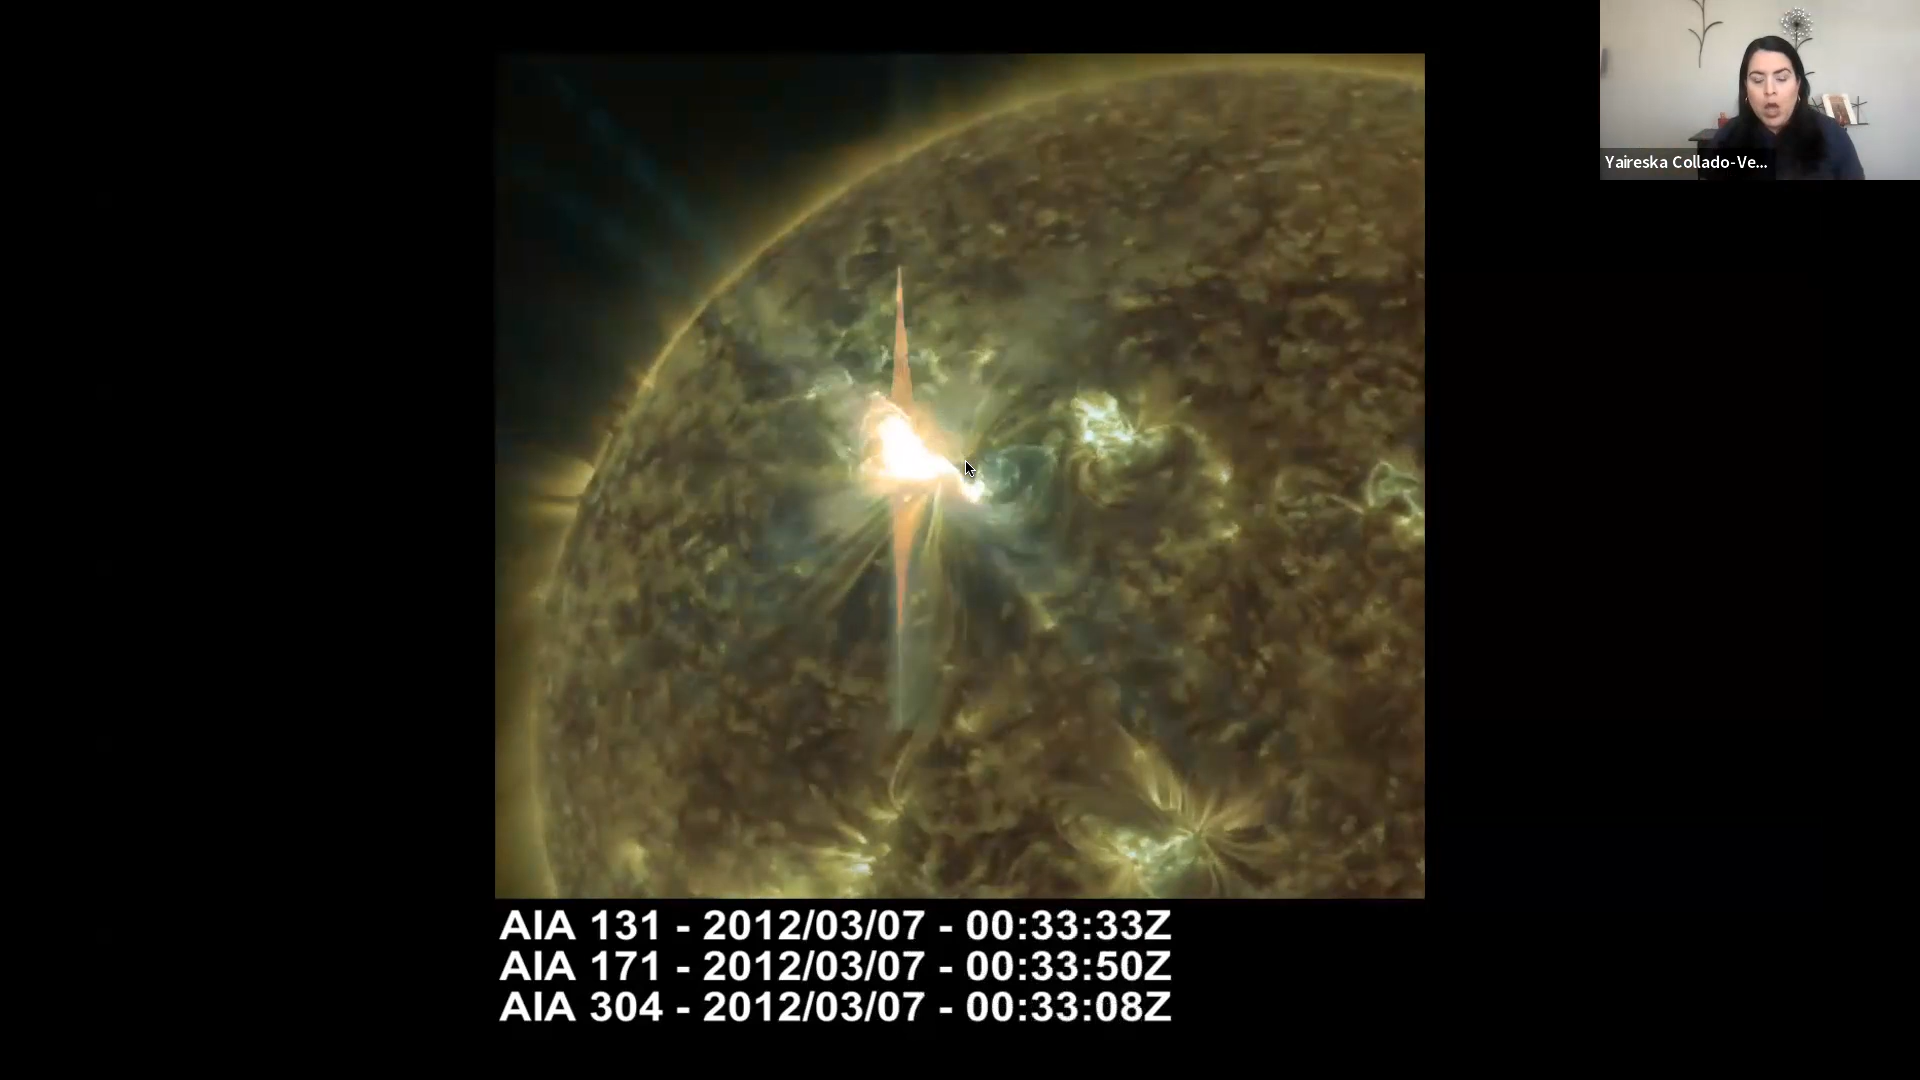 Yaireska Collado-Ve...
AIA 131 - 2012/03/07 - 00:33:33Z
AIA 171 - 2012/03/07 - 00:33:50Z
AIA 304 - 2012/03/07 - 00:33:08Z